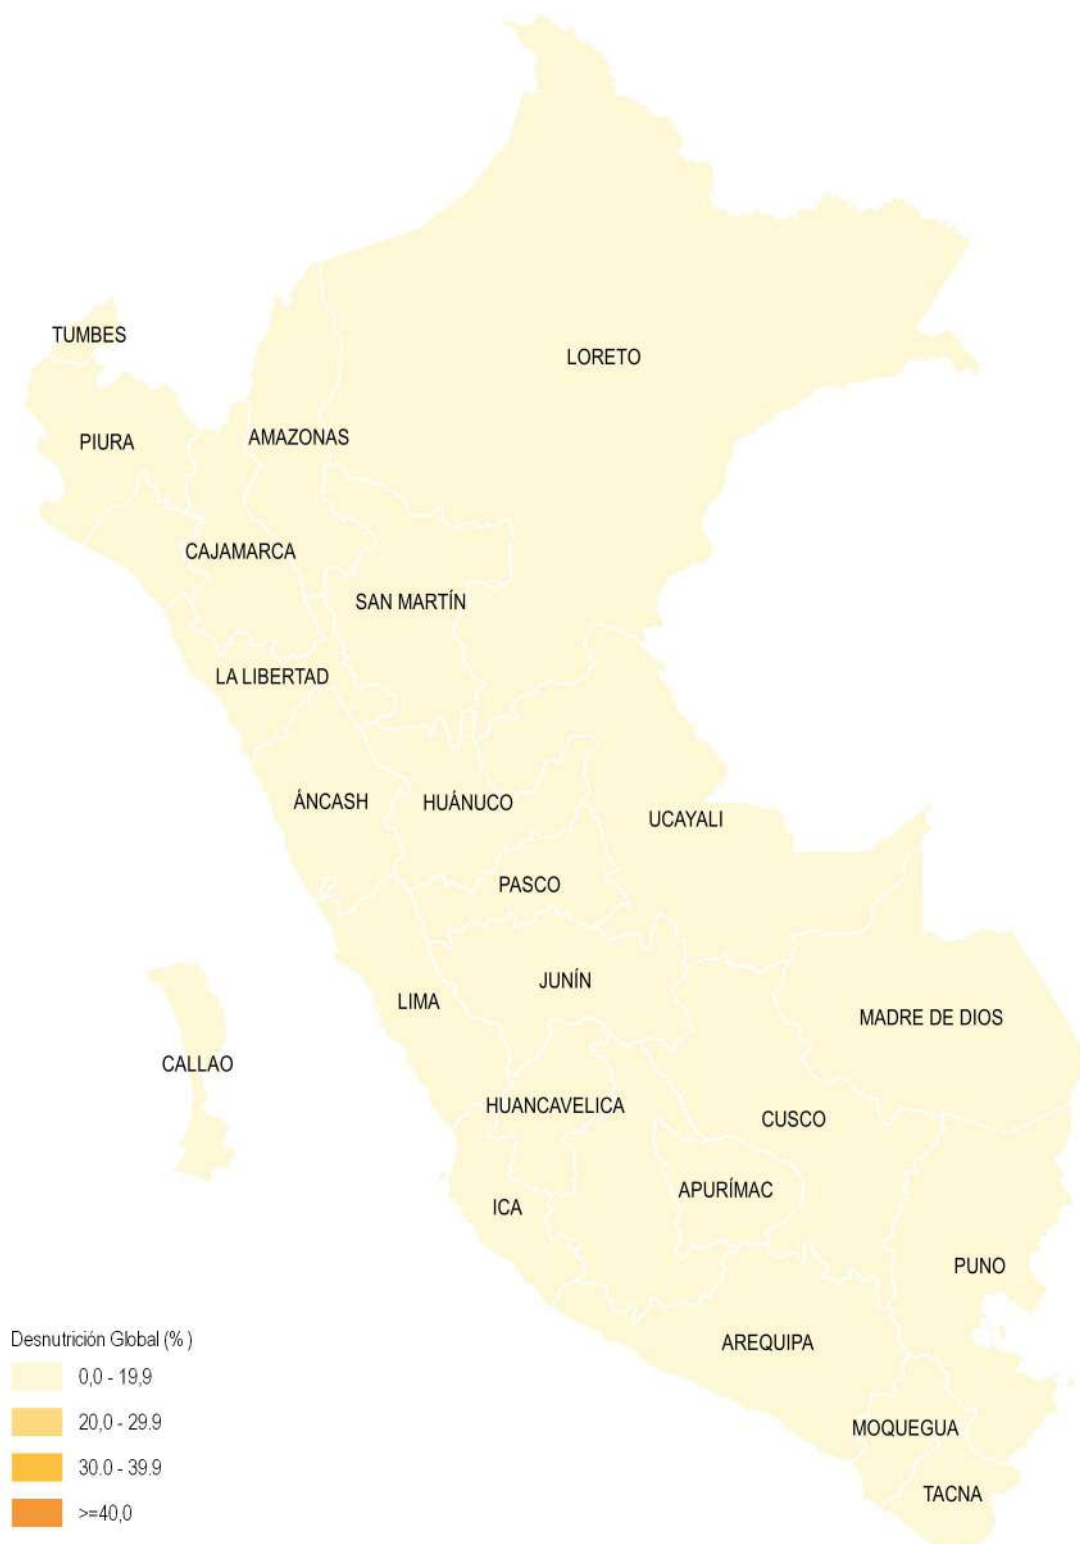 TUMBES
LORETO
PIURA
AMAZONAS
CAJAMARCA
SAN MARTÍN
LA LIBERTAD
ÁNCASH
HUÁNUCO
UCAYALI
PASCO
JUNÍN
LIMA
MADRE DE DIOS
CALLAO
HUANCAVELICA
CUSCO
APURÍMAC
ICA
PUNO
AREQUIPA
MOQUEGUA
TACNA
Desnutrición Global (% )
0,0 - 19,9
20,0 - 29.9
30.0 - 39.9
>=40,0